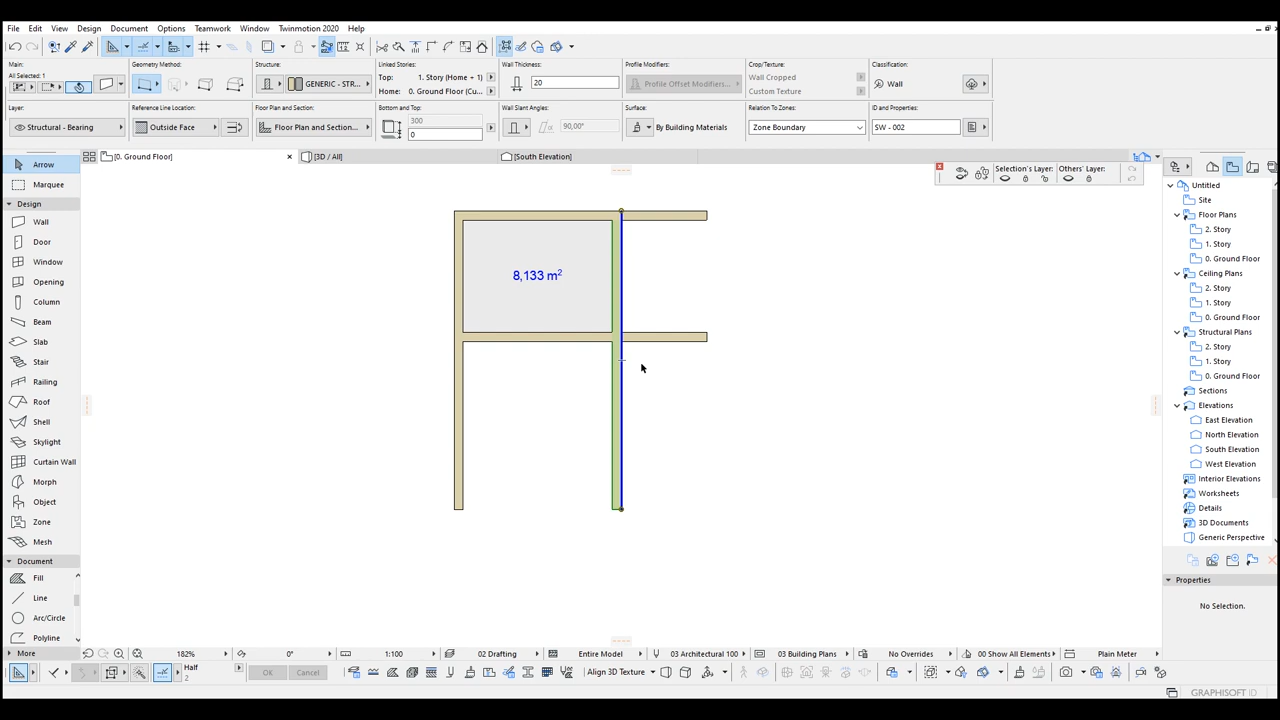 File Edit View Design Document Options Teamwork Window Twinmotion 2020 Help
Main: Geometry Method: Structure: Linked Stories: Wall Thickness: Profile Modifiers: Crop/Texture: Classification:
All Selected: 1
Top: 1. Story (Home + 1)
Wall Cropped
GENERIC - STR...
20
Profile Offset Modifiers...
Wall
Home: 0. Ground Floor (Cu...
Custom Texture
Layer: Reference Line Location: Floor Plan and Section: Bottom and Top: Wall Slant Angles: Surface: Relation To Zones: ID and Properties:
300
90,00°
Structural - Bearing
Outside Face
Floor Plan and Section...
By Building Materials
Zone Boundary
SW - 002
0
[0. Ground Floor]
[3D / All]
[South Elevation]
Arrow
Marquee
Design
Wall
Door
Window
Opening
Column
Beam
Slab
Stair
Railing
Roof
Shell
Skylight
Curtain Wall
Morph
Object
Zone
Mesh
Document
Fill
Line
Arc/Circle
Polyline
More
Selection's Layer: Others' Layer:
8,133 m²
Untitled
Site
Floor Plans
2. Story
1. Story
0. Ground Floor
Ceiling Plans
2. Story
1. Story
0. Ground Floor
Structural Plans
2. Story
1. Story
0. Ground Floor
Sections
Elevations
East Elevation
North Elevation
South Elevation
West Elevation
Interior Elevations
Worksheets
Details
3D Documents
Generic Perspective
Properties
No Selection.
182% 0° 1:100 02 Drafting Entire Model 03 Architectural 100 03 Building Plans No Overrides 00 Show All Elements Plain Meter
Half
2
OK Cancel
Align 3D Texture
GRAPHISOFT ID